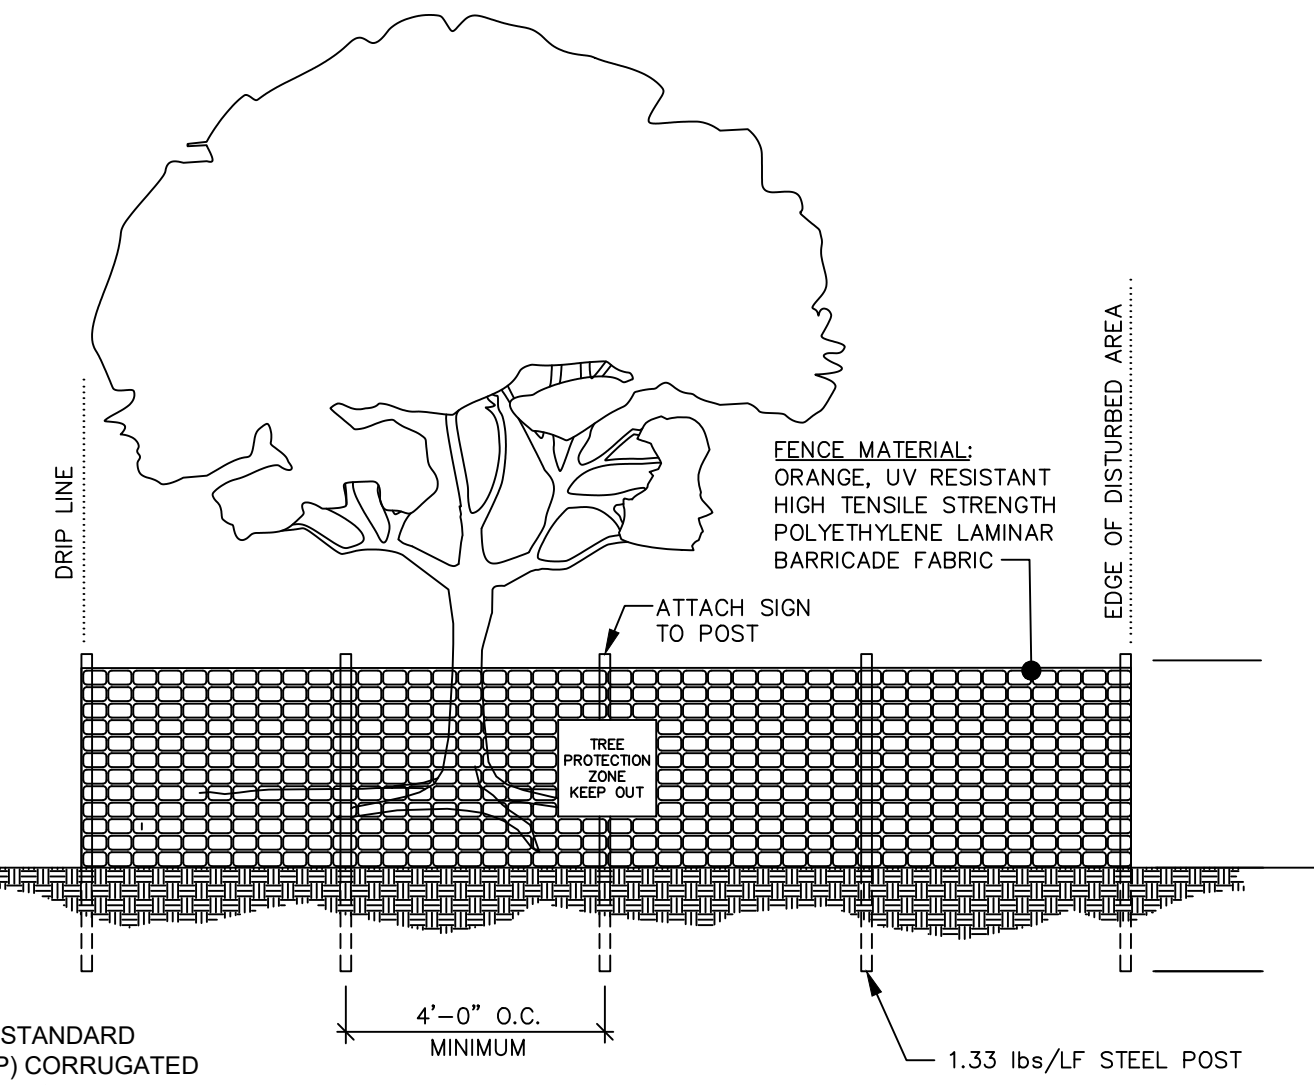 DRIP LINE
EDGE OF DISTURBED AREA
FENCE MATERIAL:
ORANGE, UV RESISTANT
HIGH TENSILE STRENGTH
POLYETHYLENE LAMINAR
BARRICADE FABRIC
ATTACH SIGN
TO POST
TREE
PROTECTION
ZONE
KEEP OUT
4'-0" O.C.
MINIMUM
STANDARD
P) CORRUGATED
1.33 lbs/LF STEEL POST